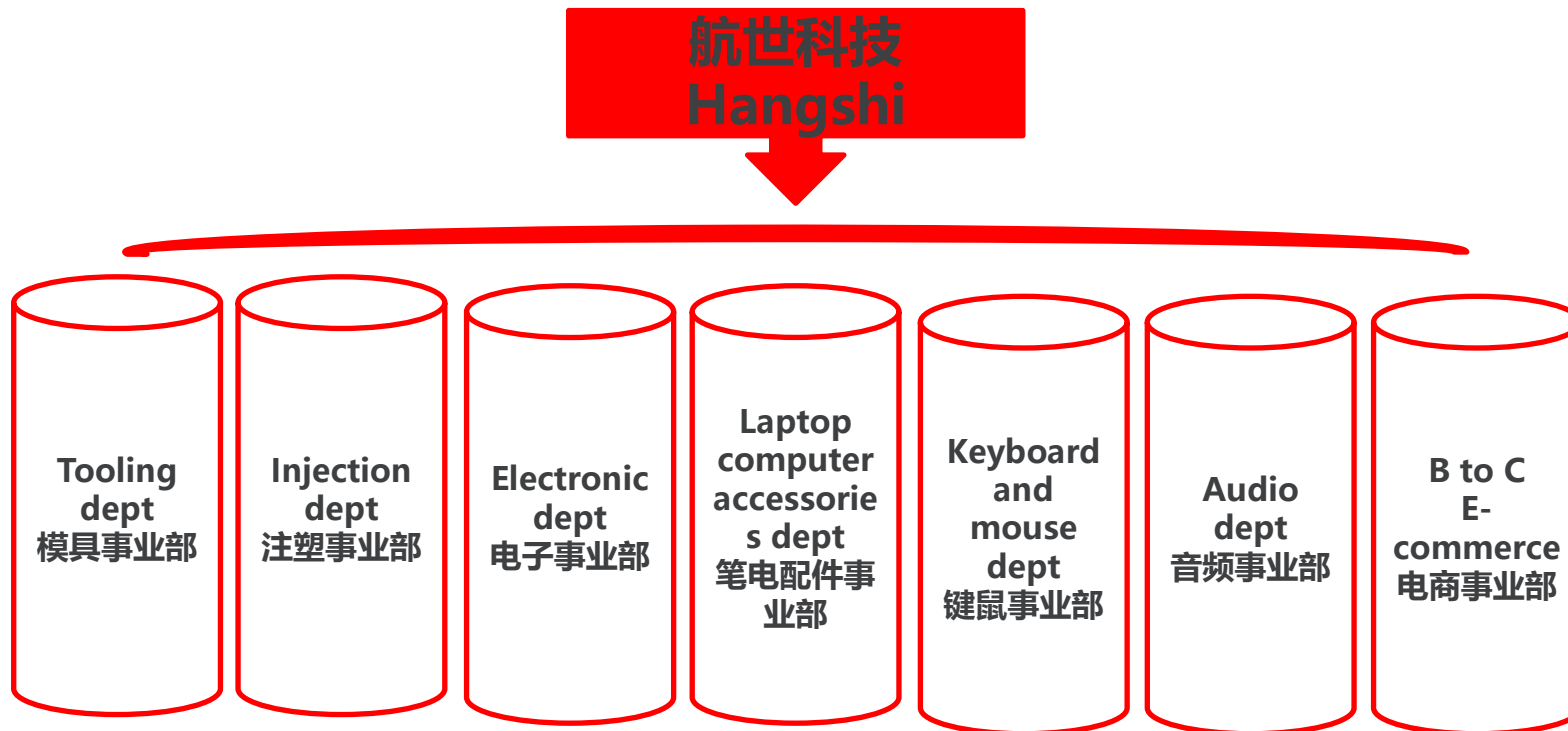 航世科技
Hangshi
Tooling
dept
模具事业部
Injection
dept
注塑事业部
Electronic
dept
电子事业部
Laptop
computer
accessorie
s dept
笔电配件事
业部
Keyboard
and
mouse
dept
键鼠事业部
Audio
dept
音频事业部
B to C
E-
commerce
电商事业部